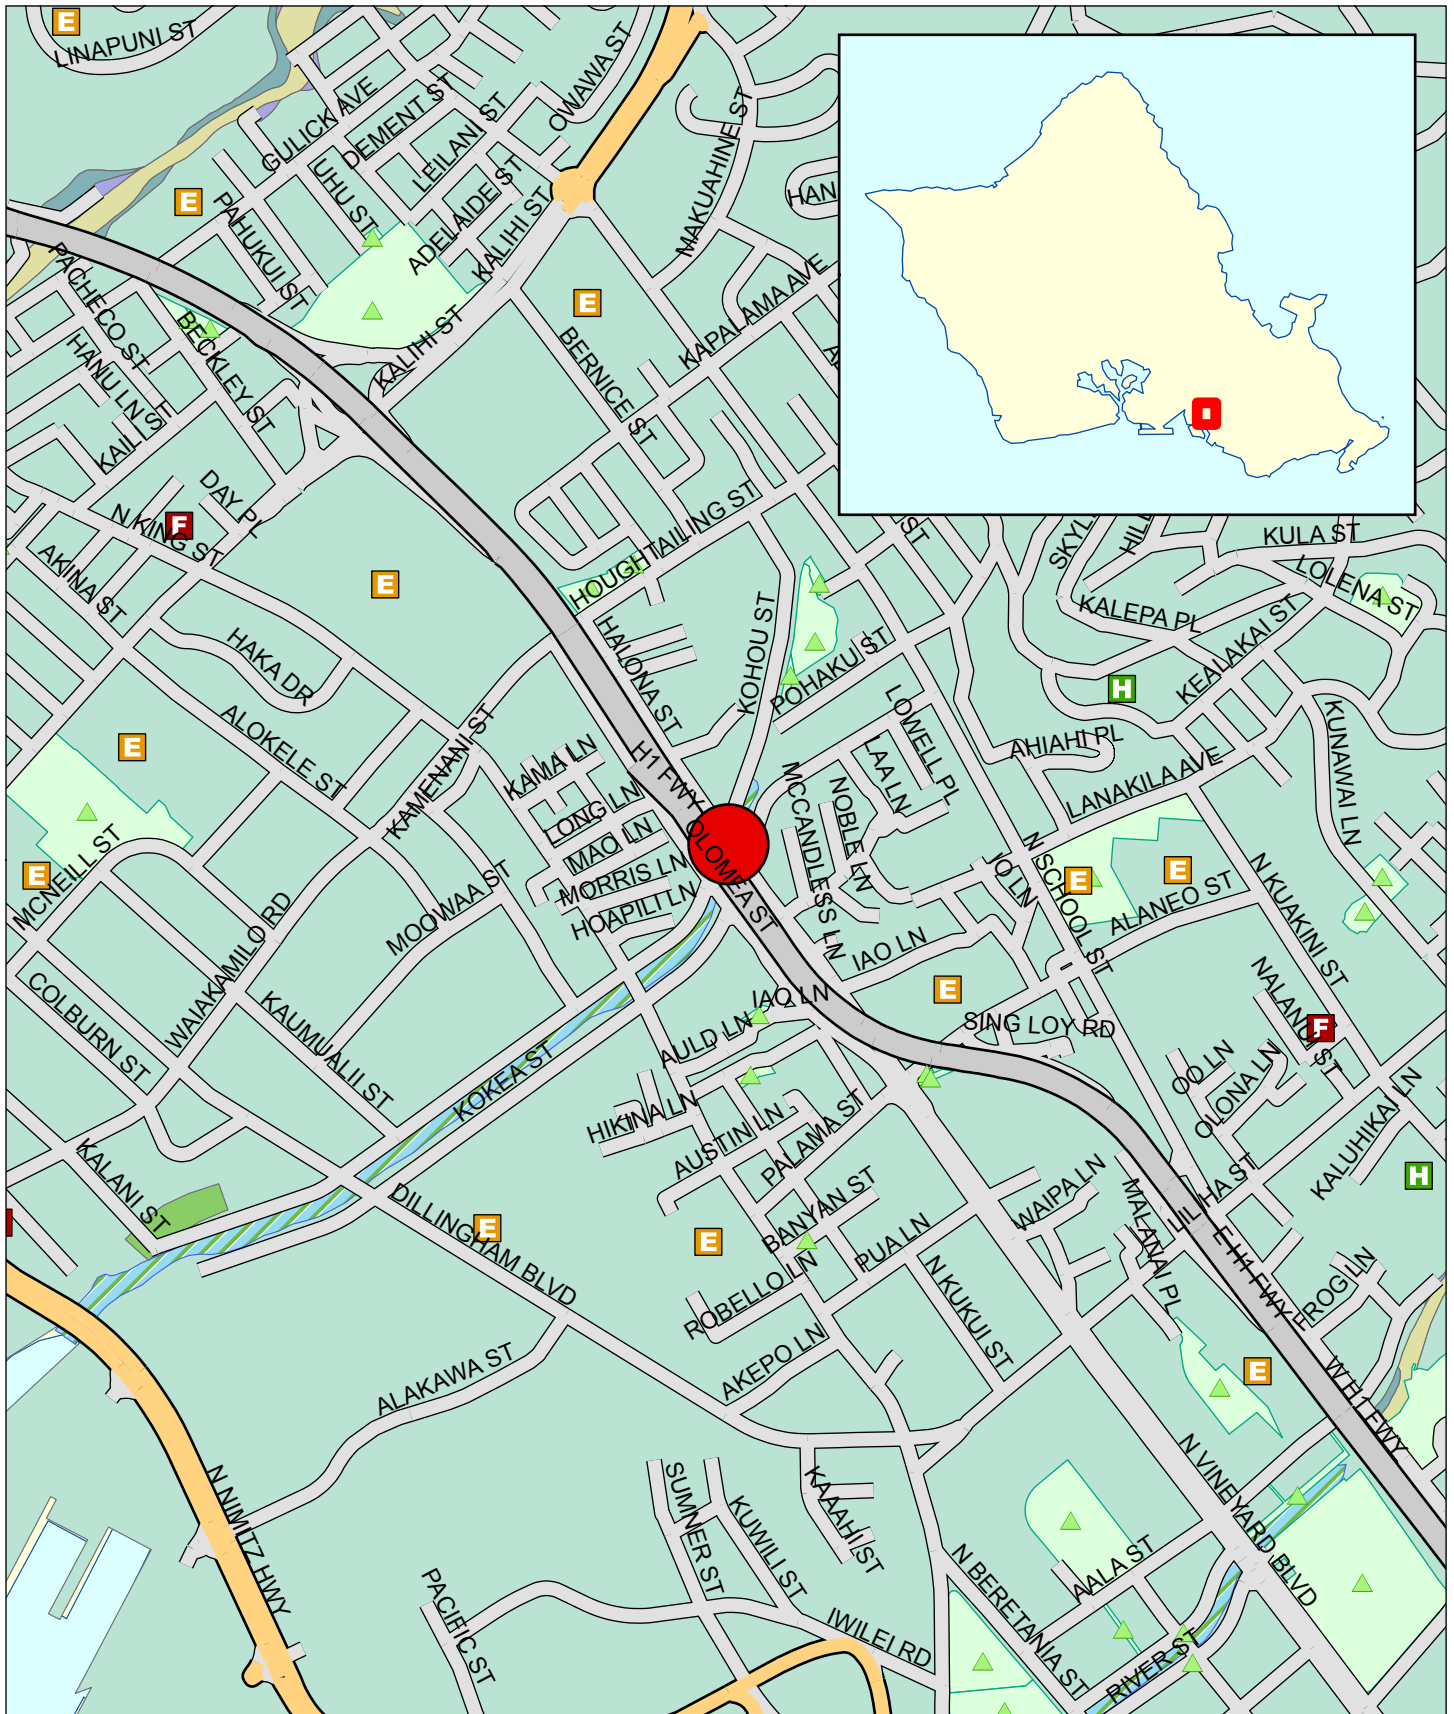 LINAPUNI ST
E
OWAWA ST
GULICK AVE
DEMENT ST
LEILANI ST
MAKUAHINE ST
UHU ST
ADELAIDE ST
KALIHI ST
HAN
E
PAHUKUI ST
PACHECO ST
E
KAPALAMA AVE
BECKLEY ST
KALIHI ST
BERNICE ST
HANU LN
KAILI ST
DAY PL
N KING ST
F
HOUGHTAILING ST
ST
SKYL
HILL
KULA ST
LOLENA ST
AKINA ST
E
KALEPA PL
KEALAKAI ST
HAKA DR
HALONA ST
KOHOU ST
POHAKU ST
H
ALOKELE ST
KAMENANI ST
E
LOWELL PL
AHIAHI PL
KUNAWAI LN
KAMA LN
H1 FWY
LAA LN
LANAKILA AVE
LONG LN
MCCANDLESS LN
NOBLE LN
MAO LN
OLOMEA ST
MCNEILL ST
E
MORRIS LN
IO LN
N SCHOOL ST
E
E
ALANEO ST
N KUAKINI ST
MOOWAA ST
HOAPILI LN
WAIAKAMILO RD
IAO LN
COLBURN ST
KAUMUALII ST
E
NALANUI ST
F
IAO LN
AULD LN
SING LOY RD
KOKEA ST
OO LN
OLONA LN
HIKINA LN
AUSTIN LN
PALAMA ST
KALUHIKAI LN
KALANI ST
H
WAIPA LN
LILIHA ST
MALANAI PL
DILLINGHAM BLVD
E
E
BANYAN ST
PUA LN
E H1 FWY
FROG LN
ROBELLO LN
N KUKUI ST
AKEPO LN
ALAKAWA ST
E
W H1 FWY
N NIMITZ HWY
SUMNER ST
KUWILI ST
KAAAHI ST
N VINEYARD BLVD
PACIFIC ST
AALA ST
N BERETANIA ST
IWILEI RD
RIVER ST